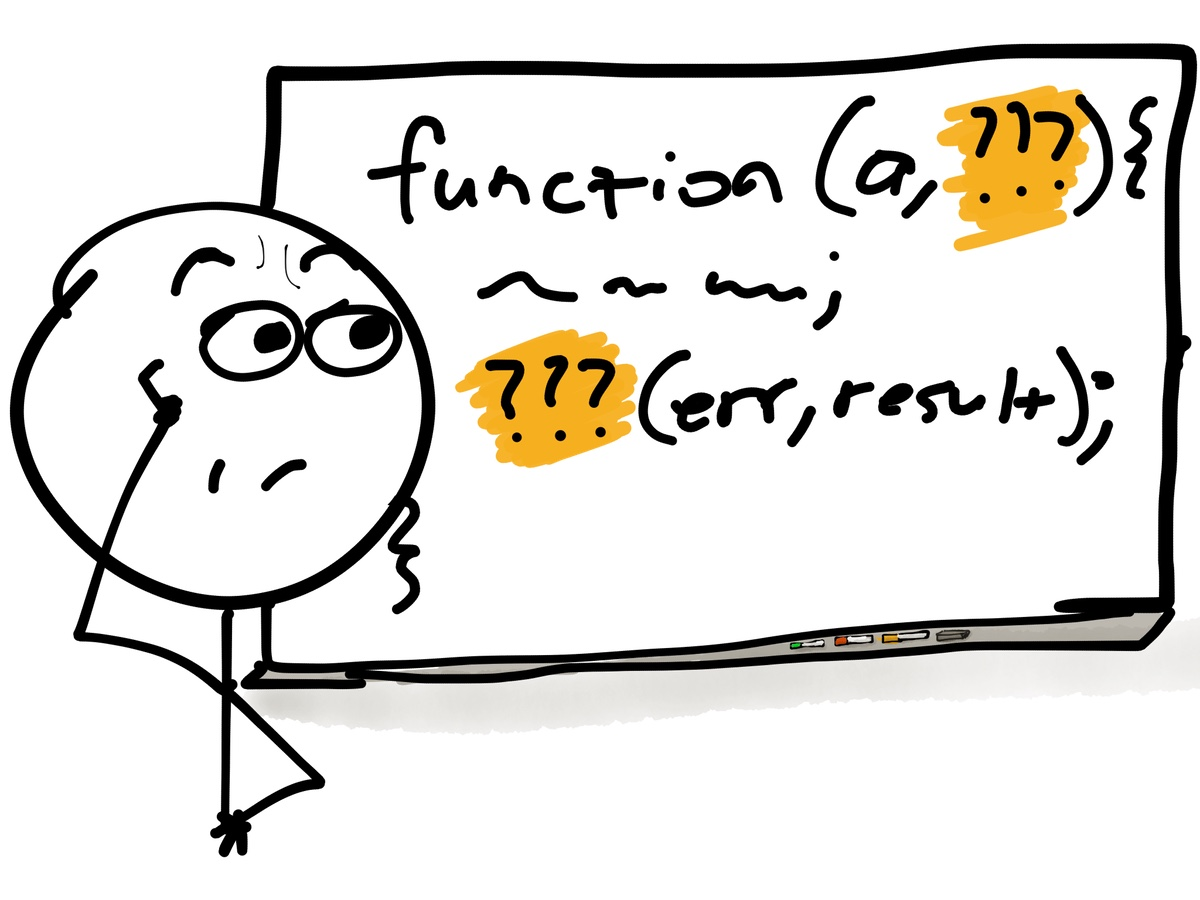 function (a, ???) {
~ ~ ~;
??? (err, result);
}